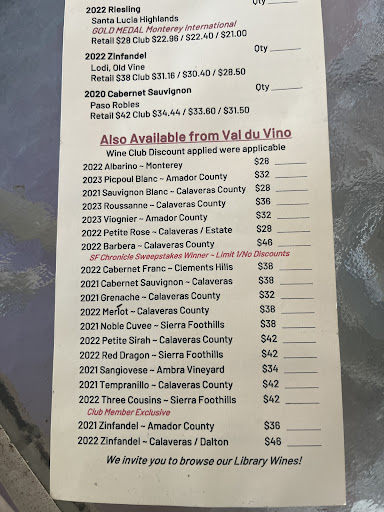 2022 Riesling Qty
Santa Lucia Highlands
GOLD MEDAL Monterey International
Retail $28 Club $22.96 / $22.40 / $21.00
2022 Zinfandel Qty
Lodi, Old Vine
Retail $38 Club $31.16 / $30.40 / $28.50
2020 Cabernet Sauvignon Qty
Paso Robles
Retail $42 Club $34.44 / $33.60 / $31.50
Also Available from Val du Vino
Wine Club Discount applied were applicable
2022 Albarino ~ Monterey $28
2023 Picpoul Blanc ~ Amador County $32
2021 Sauvignon Blanc ~ Calaveras County $28
2023 Roussanne ~ Calaveras County $36
2023 Viognier ~ Amador County $32
2022 Petite Rose ~ Calaveras / Estate $28
2022 Barbera ~ Calaveras County $46
SF Chronicle Sweepstakes Winner ~ Limit 1/No Discounts
2022 Cabernet Franc ~ Clements Hills $38
2021 Cabernet Sauvignon ~ Calaveras $38
2021 Grenache ~ Calaveras County $32
2022 Merlot ~ Calaveras County $38
2021 Noble Cuvee ~ Sierra Foothills $38
2022 Petite Sirah ~ Calaveras County $42
2022 Red Dragon ~ Sierra Foothills $42
2021 Sangiovese ~ Ambra Vineyard $34
2021 Tempranillo ~ Calaveras County $42
2022 Three Cousins ~ Sierra Foothills $42
Club Member Exclusive
2021 Zinfandel ~ Amador County $36
2022 Zinfandel ~ Calaveras / Dalton $46
We invite you to browse our Library Wines!